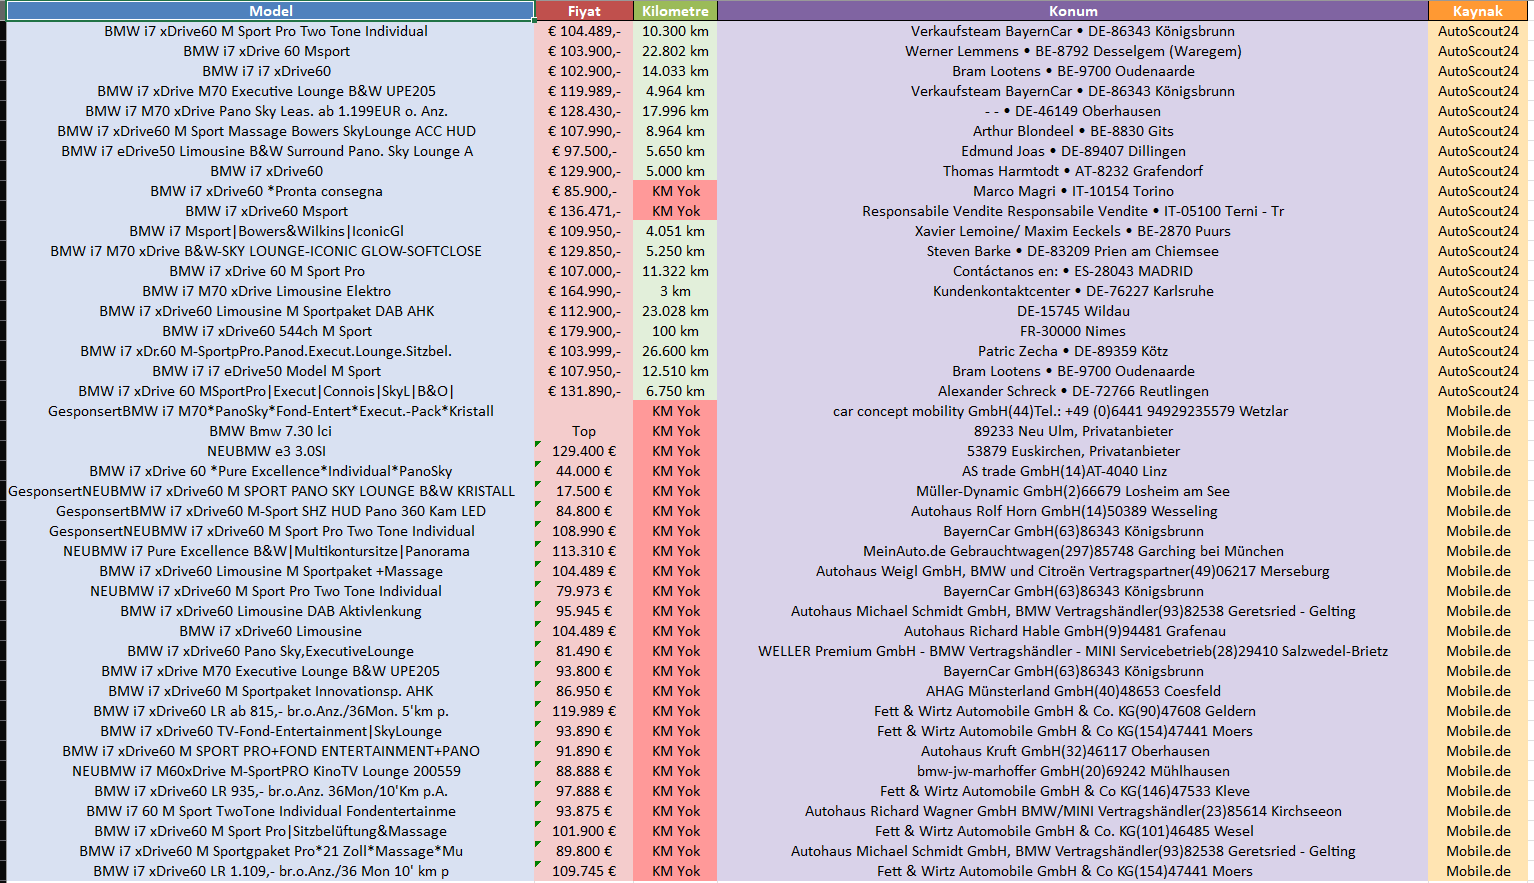 Model Fiyat Kilometre Konum Kaynak
BMW i7 xDrive60 M Sport Pro Two Tone Individual € 104.489,- 10.300 km Verkaufsteam BayernCar • DE-86343 Königsbrunn AutoScout24
BMW i7 xDrive 60 Msport € 103.900,- 22.802 km Werner Lemmens • BE-8792 Desselgem (Waregem) AutoScout24
BMW i7 i7 xDrive60 € 102.900,- 14.033 km Bram Lootens • BE-9700 Oudenaarde AutoScout24
BMW i7 xDrive M70 Executive Lounge B&W UPE205 € 119.989,- 4.964 km Verkaufsteam BayernCar • DE-86343 Königsbrunn AutoScout24
BMW i7 M70 xDrive Pano Sky Leas. ab 1.199EUR o. Anz. € 128.430,- 17.996 km - - • DE-46149 Oberhausen AutoScout24
BMW i7 xDrive60 M Sport Massage Bowers SkyLounge ACC HUD € 107.990,- 8.964 km Arthur Blondeel • BE-8830 Gits AutoScout24
BMW i7 eDrive50 Limousine B&W Surround Pano. Sky Lounge A € 97.500,- 5.650 km Edmund Joas • DE-89407 Dillingen AutoScout24
BMW i7 xDrive60 € 129.900,- 5.000 km Thomas Harmtodt • AT-8232 Grafendorf AutoScout24
BMW i7 xDrive60 *Pronta consegna € 85.900,- KM Yok Marco Magri • IT-10154 Torino AutoScout24
BMW i7 xDrive60 Msport € 136.471,- KM Yok Responsabile Vendite Responsabile Vendite • IT-05100 Terni - Tr AutoScout24
BMW i7 Msport|Bowers&Wilkins|IconicGl € 109.950,- 4.051 km Xavier Lemoine/ Maxim Eeckels • BE-2870 Puurs AutoScout24
BMW i7 M70 xDrive B&W-SKY LOUNGE-ICONIC GLOW-SOFTCLOSE € 129.850,- 5.250 km Steven Barke • DE-83209 Prien am Chiemsee AutoScout24
BMW i7 xDrive 60 M Sport Pro € 107.000,- 11.322 km Contáctanos en: • ES-28043 MADRID AutoScout24
BMW i7 M70 xDrive Limousine Elektro € 164.990,- 3 km Kundenkontaktcenter • DE-76227 Karlsruhe AutoScout24
BMW i7 xDrive60 Limousine M Sportpaket DAB AHK € 112.900,- 23.028 km DE-15745 Wildau AutoScout24
BMW i7 xDrive60 544ch M Sport € 179.900,- 100 km FR-30000 Nimes AutoScout24
BMW i7 xDr.60 M-SportpPro.Panod.Execut.Lounge.Sitzbel. € 103.999,- 26.600 km Patric Zecha • DE-89359 Kötz AutoScout24
BMW i7 i7 eDrive50 Model M Sport € 107.950,- 12.510 km Bram Lootens • BE-9700 Oudenaarde AutoScout24
BMW i7 xDrive 60 MSportPro|Execut|Connois|SkyL|B&O| € 131.890,- 6.750 km Alexander Schreck • DE-72766 Reutlingen AutoScout24
GesponsertBMW i7 M70*PanoSky*Fond-Entert*Execut.-Pack*Kristall KM Yok car concept mobility GmbH(44)Tel.: +49 (0)6441 94929235579 Wetzlar Mobile.de
BMW Bmw 7.30 lci Top KM Yok 89233 Neu Ulm, Privatanbieter Mobile.de
NEUBMW e3 3.0SI 129.400 € KM Yok 53879 Euskirchen, Privatanbieter Mobile.de
BMW i7 xDrive 60 *Pure Excellence*Individual*PanoSky 44.000 € KM Yok AS trade GmbH(14)AT-4040 Linz Mobile.de
GesponsertNEUBMW i7 xDrive60 M SPORT PANO SKY LOUNGE B&W KRISTALL 17.500 € KM Yok Müller-Dynamic GmbH(2)66679 Losheim am See Mobile.de
GesponsertBMW i7 xDrive60 M-Sport SHZ HUD Pano 360 Kam LED 84.800 € KM Yok Autohaus Rolf Horn GmbH(14)50389 Wesseling Mobile.de
GesponsertNEUBMW i7 xDrive60 M Sport Pro Two Tone Individual 108.990 € KM Yok BayernCar GmbH(63)86343 Königsbrunn Mobile.de
NEUBMW i7 Pure Excellence B&W|Multikontursitze|Panorama 113.310 € KM Yok MeinAuto.de Gebrauchtwagen(297)85748 Garching bei München Mobile.de
BMW i7 xDrive60 Limousine M Sportpaket +Massage 104.489 € KM Yok Autohaus Weigl GmbH, BMW und Citroën Vertragspartner(49)06217 Merseburg Mobile.de
NEUBMW i7 xDrive60 M Sport Pro Two Tone Individual 79.973 € KM Yok BayernCar GmbH(63)86343 Königsbrunn Mobile.de
BMW i7 xDrive60 Limousine DAB Aktivlenkung 95.945 € KM Yok Autohaus Michael Schmidt GmbH, BMW Vertragshändler(93)82538 Geretsried - Gelting Mobile.de
BMW i7 xDrive60 Limousine 104.489 € KM Yok Autohaus Richard Hable GmbH(9)94481 Grafenau Mobile.de
BMW i7 xDrive60 Pano Sky,ExecutiveLounge 81.490 € KM Yok WELLER Premium GmbH - BMW Vertragshändler - MINI Servicebetrieb(28)29410 Salzwedel-Brietz Mobile.de
BMW i7 xDrive M70 Executive Lounge B&W UPE205 93.800 € KM Yok BayernCar GmbH(63)86343 Königsbrunn Mobile.de
BMW i7 xDrive60 M Sportpaket Innovationsp. AHK 86.950 € KM Yok AHAG Münsterland GmbH(40)48653 Coesfeld Mobile.de
BMW i7 xDrive60 LR ab 815,- br.o.Anz./36Mon. 5'km p. 119.989 € KM Yok Fett & Wirtz Automobile GmbH & Co. KG(90)47608 Geldern Mobile.de
BMW i7 xDrive60 TV-Fond-Entertainment|SkyLounge 93.890 € KM Yok Fett & Wirtz Automobile GmbH & Co KG(154)47441 Moers Mobile.de
BMW i7 xDrive60 M SPORT PRO+FOND ENTERTAINMENT+PANO 91.890 € KM Yok Autohaus Kruft GmbH(32)46117 Oberhausen Mobile.de
NEUBMW i7 M60xDrive M-SportPRO KinoTV Lounge 200559 88.888 € KM Yok bmw-jw-marhoffer GmbH(20)69242 Mühlhausen Mobile.de
BMW i7 xDrive60 LR 935,- br.o.Anz. 36Mon/10'Km p.A. 97.888 € KM Yok Fett & Wirtz Automobile GmbH & Co KG(146)47533 Kleve Mobile.de
BMW i7 60 M Sport TwoTone Individual Fondentertainme 93.875 € KM Yok Autohaus Richard Wagner GmbH BMW/MINI Vertragshändler(23)85614 Kirchseeon Mobile.de
BMW i7 xDrive60 M Sport Pro|Sitzbelüftung&Massage 101.900 € KM Yok Fett & Wirtz Automobile GmbH & Co. KG(101)46485 Wesel Mobile.de
BMW i7 xDrive60 M Sportgpaket Pro*21 Zoll*Massage*Mu 89.800 € KM Yok Autohaus Michael Schmidt GmbH, BMW Vertragshändler(93)82538 Geretsried - Gelting Mobile.de
BMW i7 xDrive60 LR 1.109,- br.o.Anz./36 Mon 10' km p 109.745 € KM Yok Fett & Wirtz Automobile GmbH & Co KG(154)47441 Moers Mobile.de